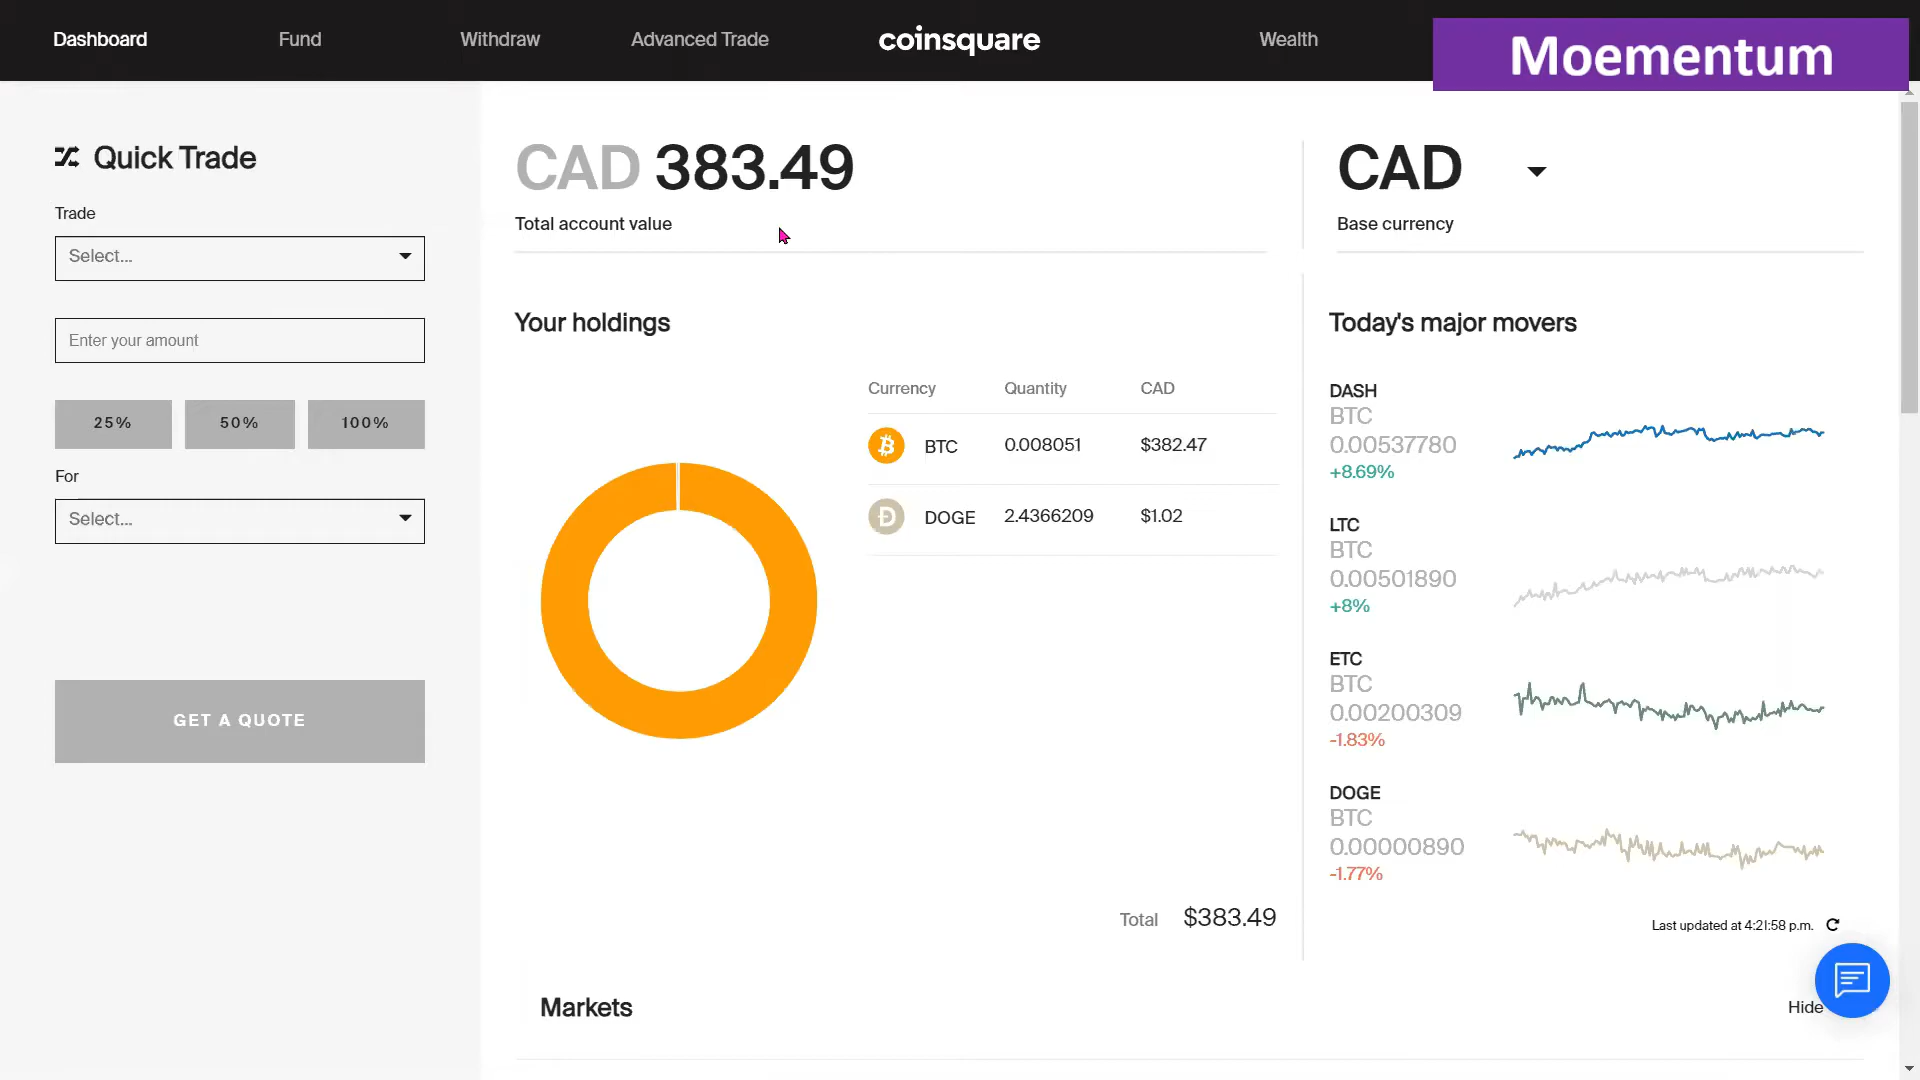 Dashboard
Fund
Withdraw
Advanced Trade
coinsquare
Wealth
Moementum
Quick Trade
Trade
Select...
Enter your amount
25%
50%
100%
For
Select...
GET A QUOTE
CAD 383.49
Total account value
CAD
Base currency
Your holdings
Currency Quantity CAD
BTC 0.008051 $382.47
DOGE 2.4366209 $1.02
Total $383.49
Today's major movers
DASH
BTC
0.00537780
+8.69%
LTC
BTC
0.00501890
+8%
ETC
BTC
0.00200309
-1.83%
DOGE
BTC
0.00000890
-1.77%
Last updated at 4:21:58 p.m.
Markets
Hide